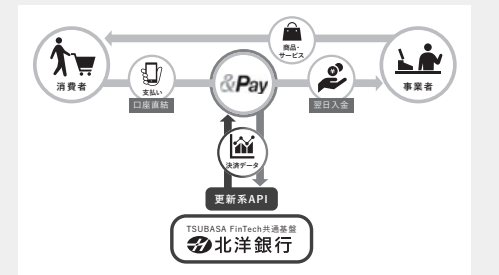 商品・
サービス
消費者
支払い
口座直結
&Pay
¥
翌日入金
事業者
決済データ
更新系API
TSUBASA FinTech共通基盤
北洋銀行